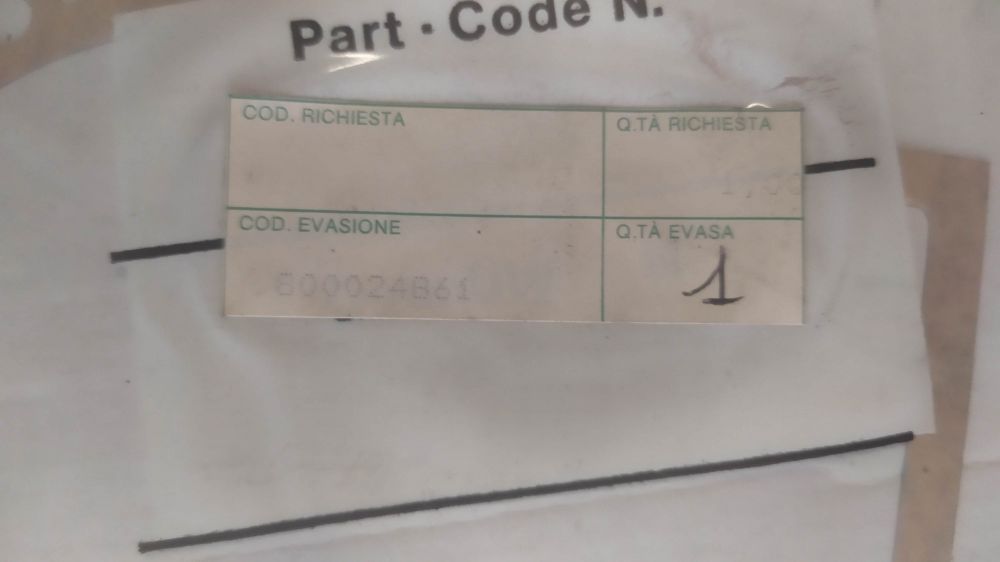 Part · Code N.
COD. RICHIESTA
Q.TÀ RICHIESTA
COD. EVASIONE
Q.TÀ EVASA
1